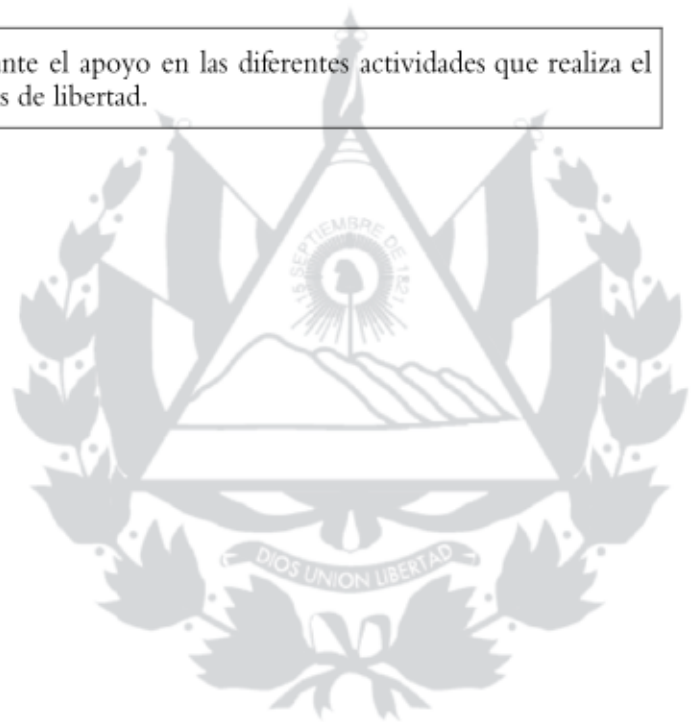 nte el apoyo en las diferentes actividades que realiza el
s de libertad.
15 SEPTIEMBRE DE 1821
DIOS UNION LIBERTAD